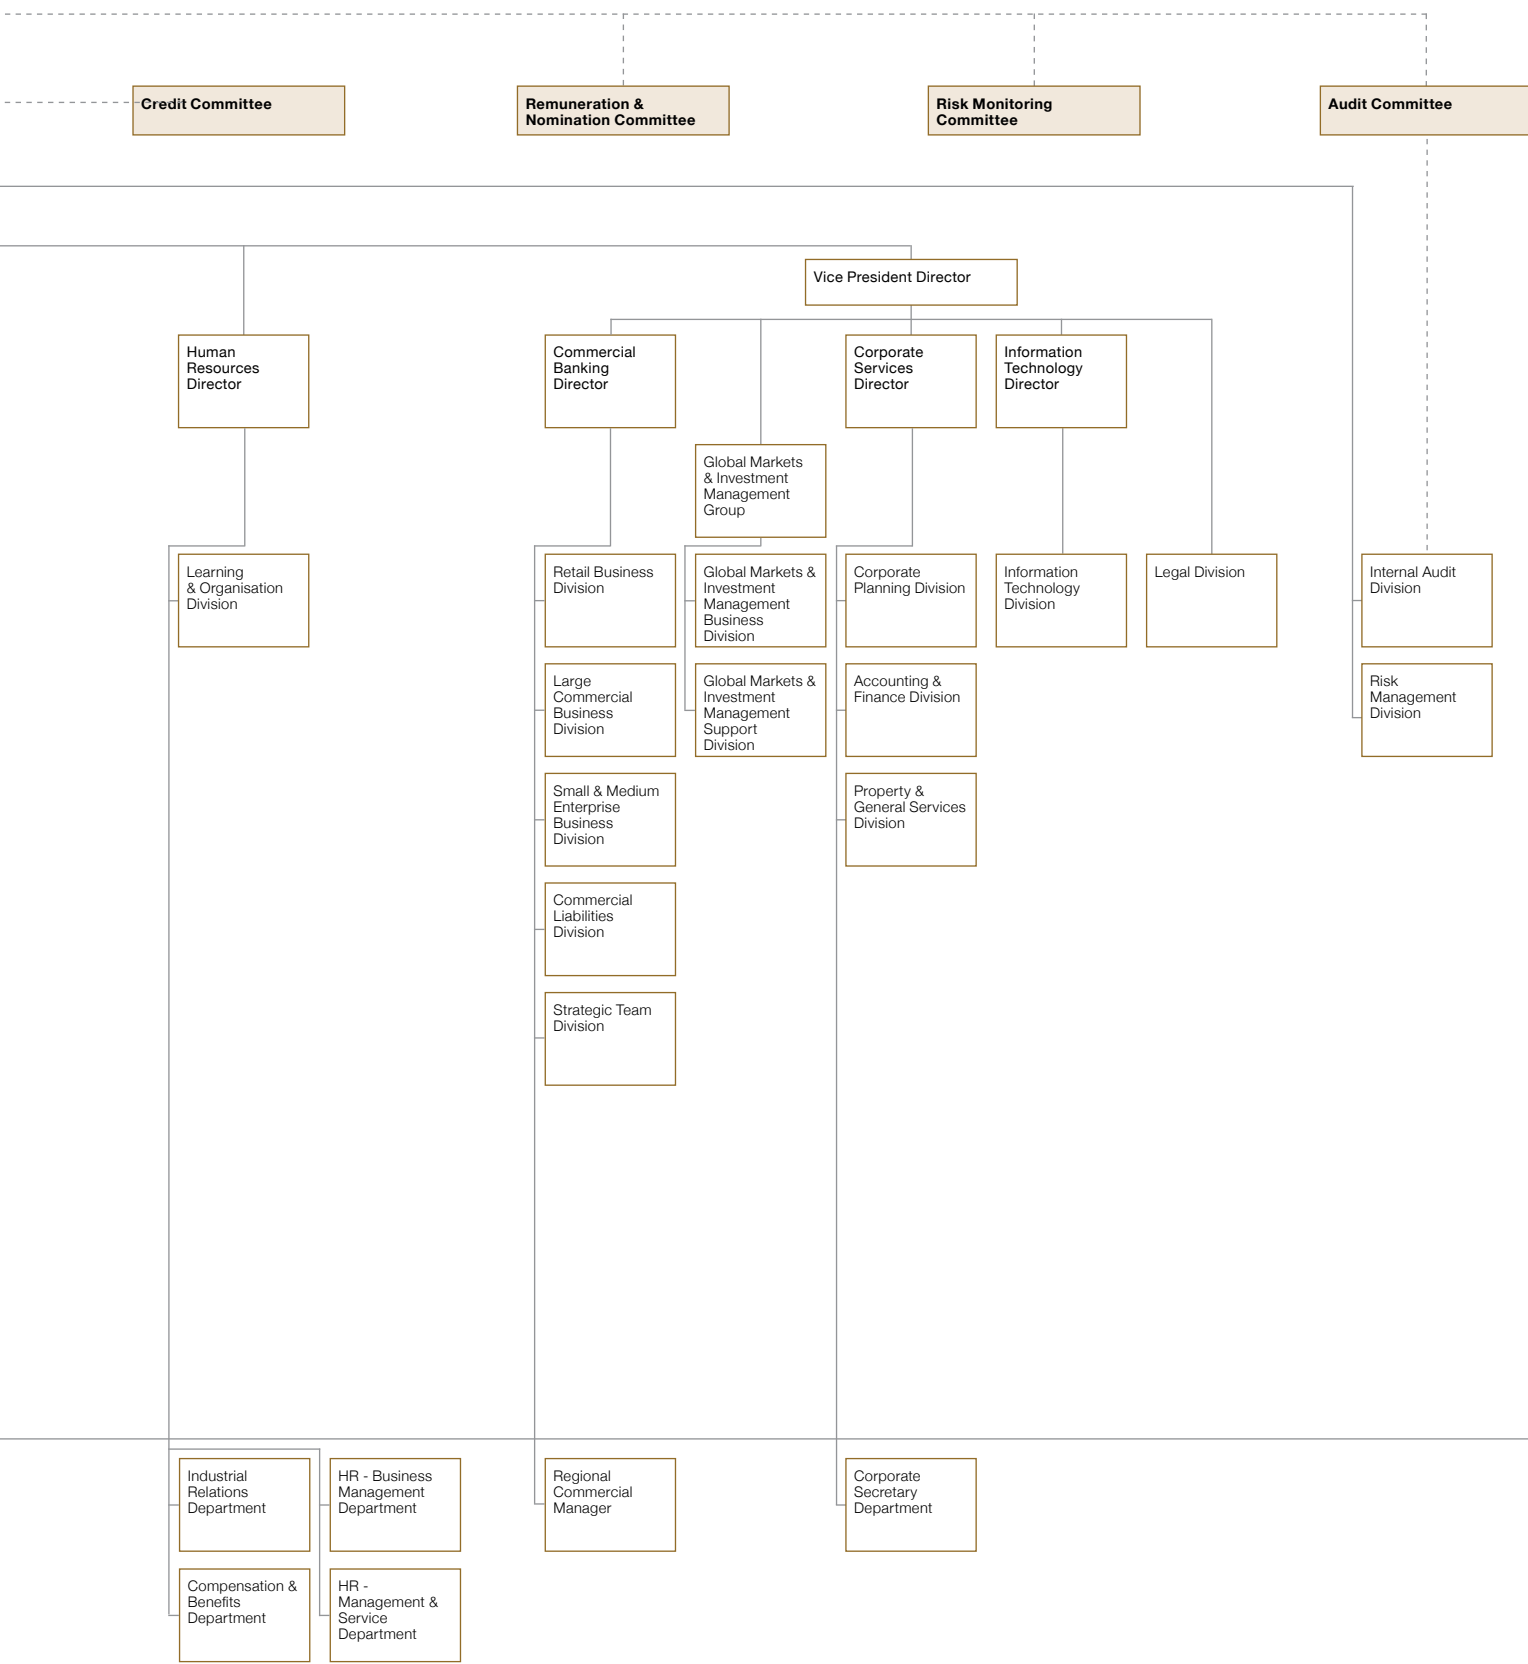 Credit Committee
Remuneration &
Nomination Committee
Risk Monitoring
Committee
Audit Committee
Vice President Director
Human
Resources
Director
Commercial
Banking
Director
Corporate
Services
Director
Information
Technology
Director
Global Markets
& Investment
Management
Group
Learning
& Organisation
Division
Retail Business
Division
Global Markets &
Investment
Management
Business
Division
Corporate
Planning Division
Information
Technology
Division
Legal Division
Internal Audit
Division
Large
Commercial
Business
Division
Global Markets &
Investment
Management
Support
Division
Accounting &
Finance Division
Risk
Management
Division
Small & Medium
Enterprise
Business
Division
Property &
General Services
Division
Commercial
Liabilities
Division
Strategic Team
Division
Industrial
Relations
Department
HR - Business
Management
Department
Regional
Commercial
Manager
Corporate
Secretary
Department
Compensation &
Benefits
Department
HR -
Management &
Service
Department